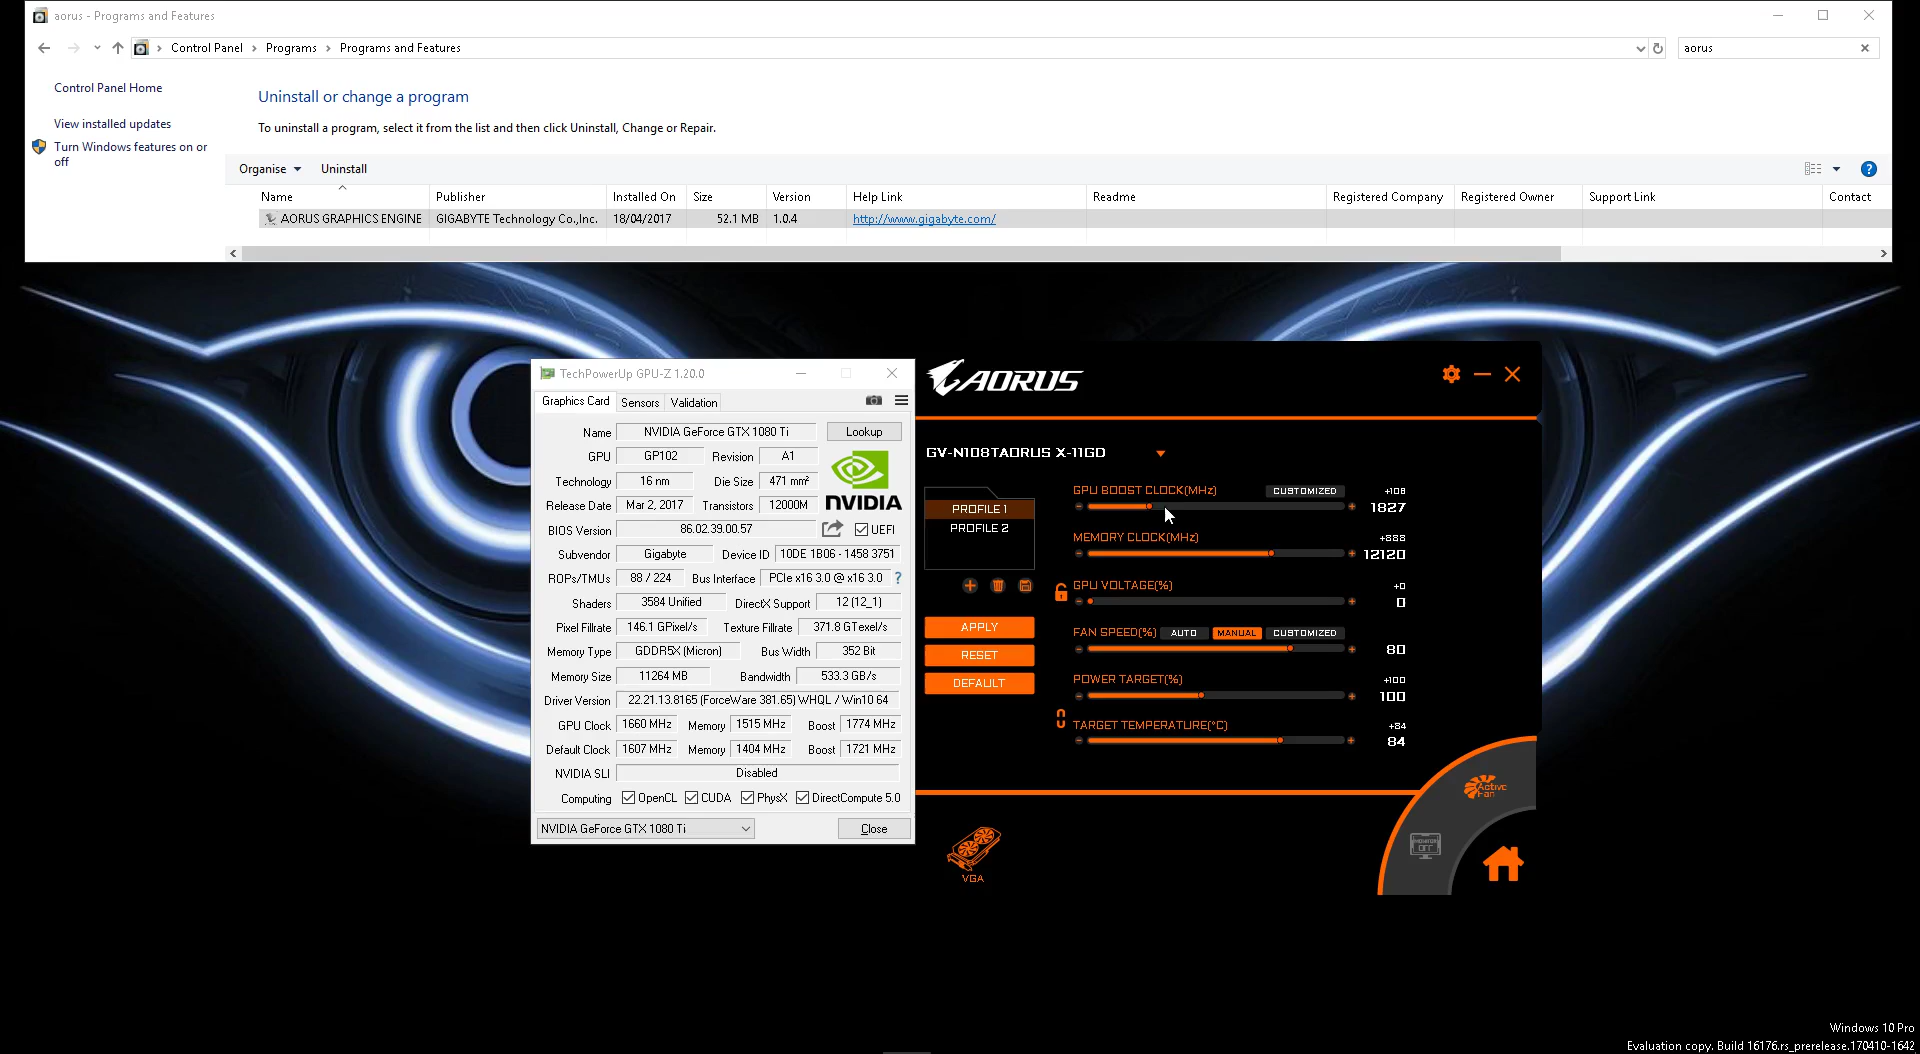 aorus - Programs and Features
Control Panel > Programs > Programs and Features
aorus
Control Panel Home
View installed updates
Turn Windows features on or
off
Uninstall or change a program
To uninstall a program, select it from the list and then click Uninstall, Change or Repair.
Organise Uninstall
Name Publisher Installed On Size Version Help Link Readme Registered Company Registered Owner Support Link Contact
AORUS GRAPHICS ENGINE GIGABYTE Technology Co.,Inc. 18/04/2017 52.1 MB 1.0.4 http://www.gigabyte.com/
TechPowerUp GPU-Z 1.20.0
Graphics Card Sensors Validation
Name NVIDIA GeForce GTX 1080 Ti Lookup
GPU GP102 Revision A1
Technology 16 nm Die Size 471 mm²
Release Date Mar 2, 2017 Transistors 12000M
NVIDIA
BIOS Version 86.02.39.00.57 UEFI
Subvendor Gigabyte Device ID 10DE 1B06 - 1458 3751
ROPs/TMUs 88 / 224 Bus Interface PCIe x16 3.0 @ x16 3.0 ?
Shaders 3584 Unified DirectX Support 12 (12_1)
Pixel Fillrate 146.1 GPixel/s Texture Fillrate 371.8 GTexel/s
Memory Type GDDR5X (Micron) Bus Width 352 Bit
Memory Size 11264 MB Bandwidth 533.3 GB/s
Driver Version 22.21.13.8165 (ForceWare 381.65) WHQL / Win10 64
GPU Clock 1660 MHz Memory 1515 MHz Boost 1774 MHz
Default Clock 1607 MHz Memory 1404 MHz Boost 1721 MHz
NVIDIA SLI Disabled
Computing OpenCL CUDA PhysX DirectCompute 5.0
NVIDIA GeForce GTX 1080 Ti Close
AORUS
GV-N108TAORUS X-11GD
PROFILE 1
PROFILE 2
APPLY
RESET
DEFAULT
GPU BOOST CLOCK(MHz) CUSTOMIZED +108
1827
MEMORY CLOCK(MHz) +888
12120
GPU VOLTAGE(%) +0
0
FAN SPEED(%) AUTO MANUAL CUSTOMIZED
80
POWER TARGET(%) +100
100
TARGET TEMPERATURE(°C) +84
84
Active
Fan
MONITOR
OFF
VGA
Windows 10 Pro
Evaluation copy. Build 16176.rs_prerelease.170410-1642